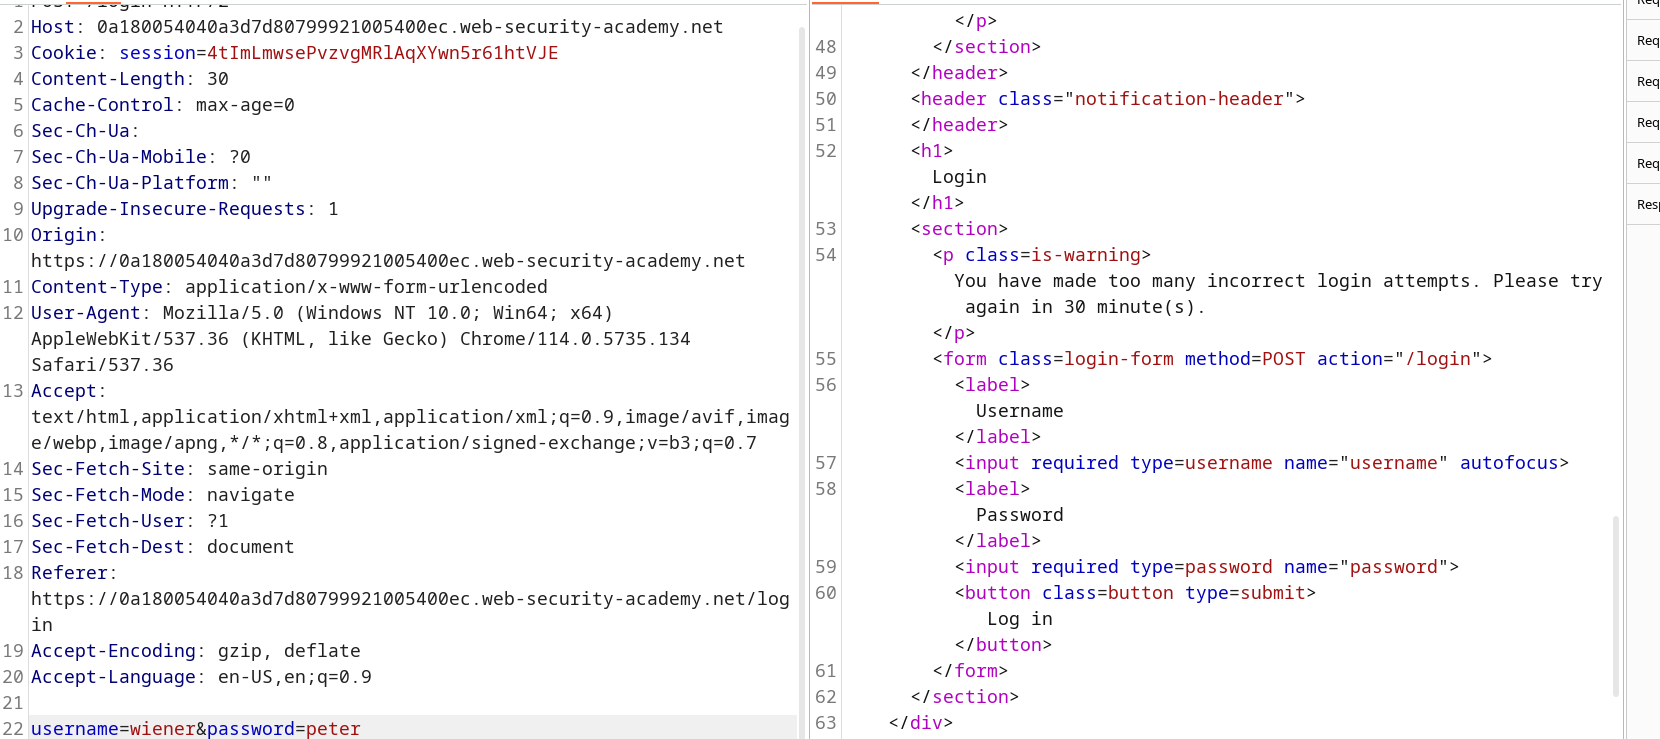 2 Host: 0a180054040a3d7d80799921005400ec.web-security-academy.net
3 Cookie: session=4tImLmwsePvzvgMRlAqXYwn5r61htVJE
4 Content-Length: 30
5 Cache-Control: max-age=0
6 Sec-Ch-Ua:
7 Sec-Ch-Ua-Mobile: ?0
8 Sec-Ch-Ua-Platform: ""
9 Upgrade-Insecure-Requests: 1
10 Origin:
https://0a180054040a3d7d80799921005400ec.web-security-academy.net
11 Content-Type: application/x-www-form-urlencoded
12 User-Agent: Mozilla/5.0 (Windows NT 10.0; Win64; x64)
AppleWebKit/537.36 (KHTML, like Gecko) Chrome/114.0.5735.134
Safari/537.36
13 Accept:
text/html,application/xhtml+xml,application/xml;q=0.9,image/avif,imag
e/webp,image/apng,*/*;q=0.8,application/signed-exchange;v=b3;q=0.7
14 Sec-Fetch-Site: same-origin
15 Sec-Fetch-Mode: navigate
16 Sec-Fetch-User: ?1
17 Sec-Fetch-Dest: document
18 Referer:
https://0a180054040a3d7d80799921005400ec.web-security-academy.net/log
in
19 Accept-Encoding: gzip, deflate
20 Accept-Language: en-US,en;q=0.9
21
22 username=wiener&password=peter
</p>
48 </section>
49 </header>
50 <header class="notification-header">
51 </header>
52 <h1>
Login
</h1>
53 <section>
54 <p class=is-warning>
You have made too many incorrect login attempts. Please try
again in 30 minute(s).
</p>
55 <form class=login-form method=POST action="/login">
56 <label>
Username
</label>
57 <input required type=username name="username" autofocus>
58 <label>
Password
</label>
59 <input required type=password name="password">
60 <button class=button type=submit>
Log in
</button>
61 </form>
62 </section>
63 </div>
Req
Req
Req
Req
Resp